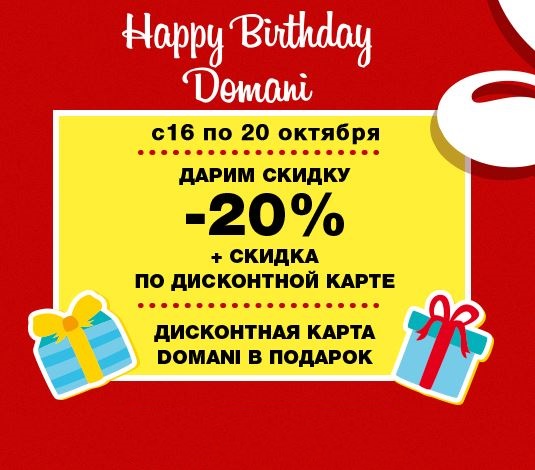 Happy Birthday
Domani
с16 по 20 октября
ДАРИМ СКИДКУ
-20%
+ СКИДКА
ПО ДИСКОНТНОЙ КАРТЕ
ДИСКОНТНАЯ КАРТА
DOMANI В ПОДАРОК